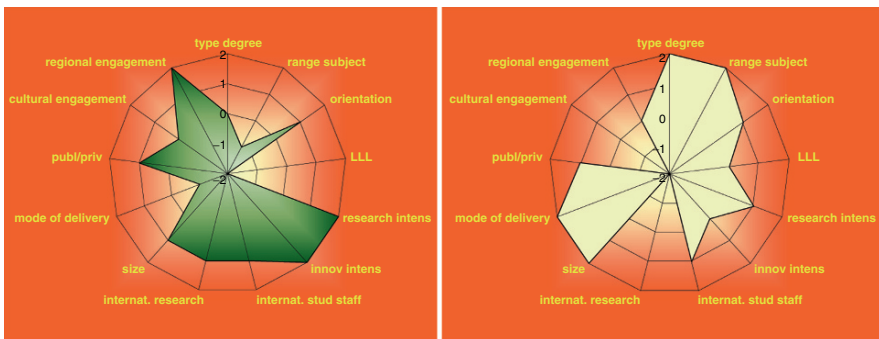 type degree
range subject
orientation
LLL
research intens
innov intens
internat. stud staff
internat. research
size
mode of delivery
publ/priv
cultural engagement
regional engagement
2
1
0
–1
–2
type degree
range subject
orientation
LLL
research intens
innov intens
internat. stud staff
internat. research
size
mode of delivery
publ/priv
cultural engagement
regional engagement
2
1
0
–1
–2